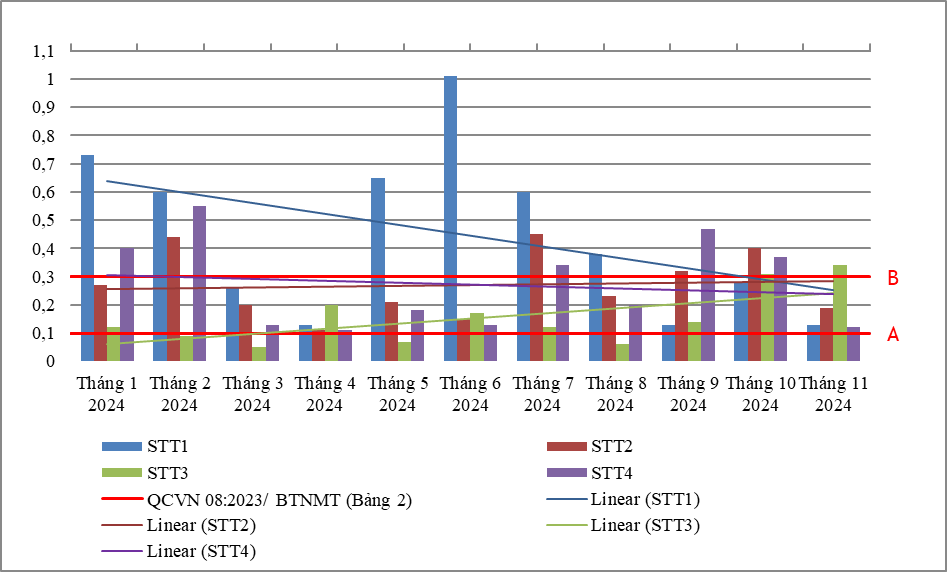 1,1
1
0,9
0,8
0,7
0,6
0,5
0,4
0,3
0,2
0,1
0
B
A
Tháng 1 Tháng 2 Tháng 3 Tháng 4 Tháng 5 Tháng 6 Tháng 7 Tháng 8 Tháng 9 Tháng 10 Tháng 11
2024 2024 2024 2024 2024 2024 2024 2024 2024 2024 2024
STT1 STT2
STT3 STT4
QCVN 08:2023/ BTNMT (Bảng 2) Linear (STT1)
Linear (STT2) Linear (STT3)
Linear (STT4)